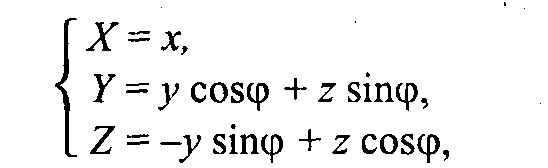 X = x,
Y = y cosφ + z sinφ,
Z = –y sinφ + z cosφ,